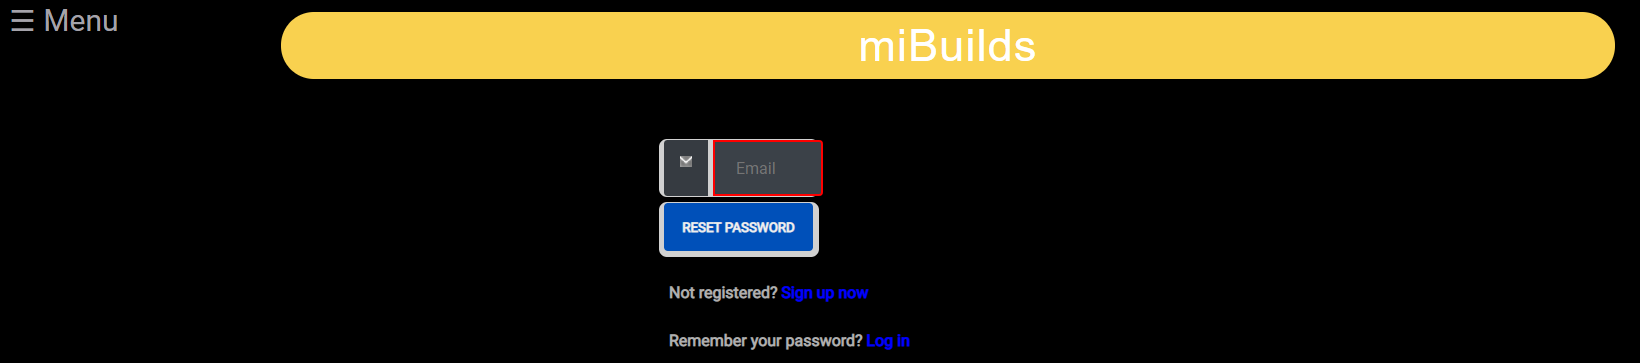 ☰ Menu
miBuilds
Email
RESET PASSWORD
Not registered? Sign up now
Remember your password? Log in